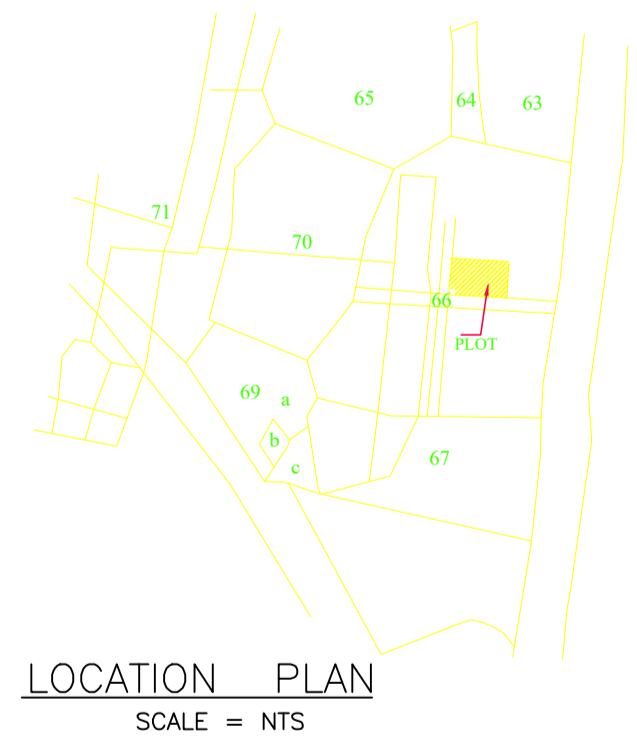 65
64
63
71
70
66
PLOT
69
a
b
c
67
LOCATION PLAN
SCALE = NTS